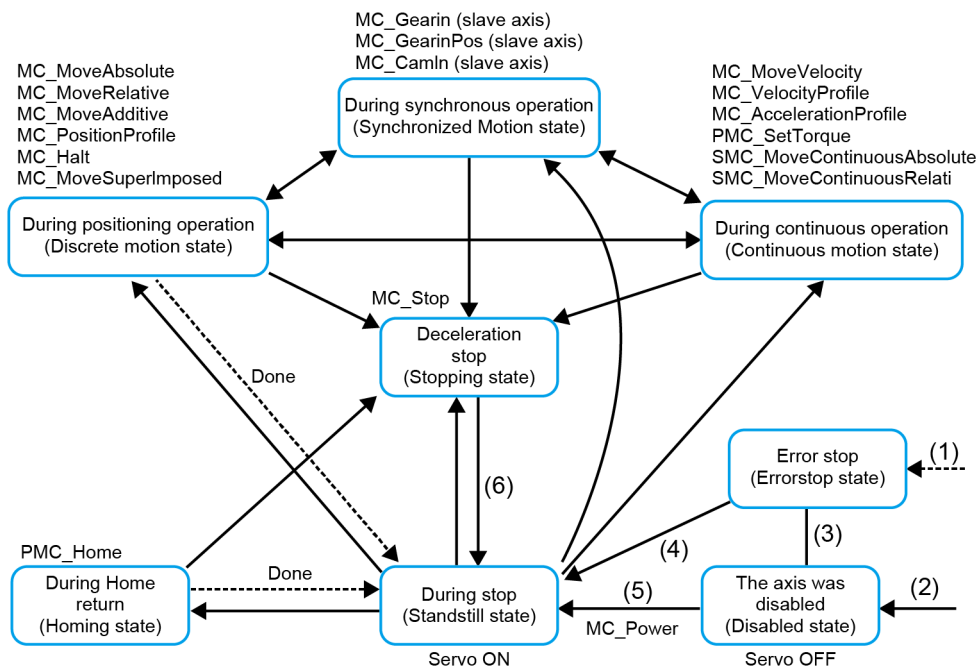 MC_Gearin (slave axis)
MC_GearinPos (slave axis)
MC_CamIn (slave axis)
MC_MoveAbsolute
MC_MoveRelative
MC_MoveAdditive
MC_PositionProfile
MC_Halt
MC_MoveSuperImposed
During synchronous operation
(Synchronized Motion state)
MC_MoveVelocity
MC_VelocityProfile
MC_AccelerationProfile
PMC_SetTorque
SMC_MoveContinuousAbsolute
SMC_MoveContinuousRelati
During positioning operation
(Discrete motion state)
During continuous operation
(Continuous motion state)
MC_Stop
Deceleration
stop
(Stopping state)
Done
Error stop
(Errorstop state)
(1)
(6)
(4)
(3)
PMC_Home
During Home
return
(Homing state)
Done
During stop
(Standstill state)
Servo ON
(5)
MC_Power
The axis was
disabled
(Disabled state)
Servo OFF
(2)